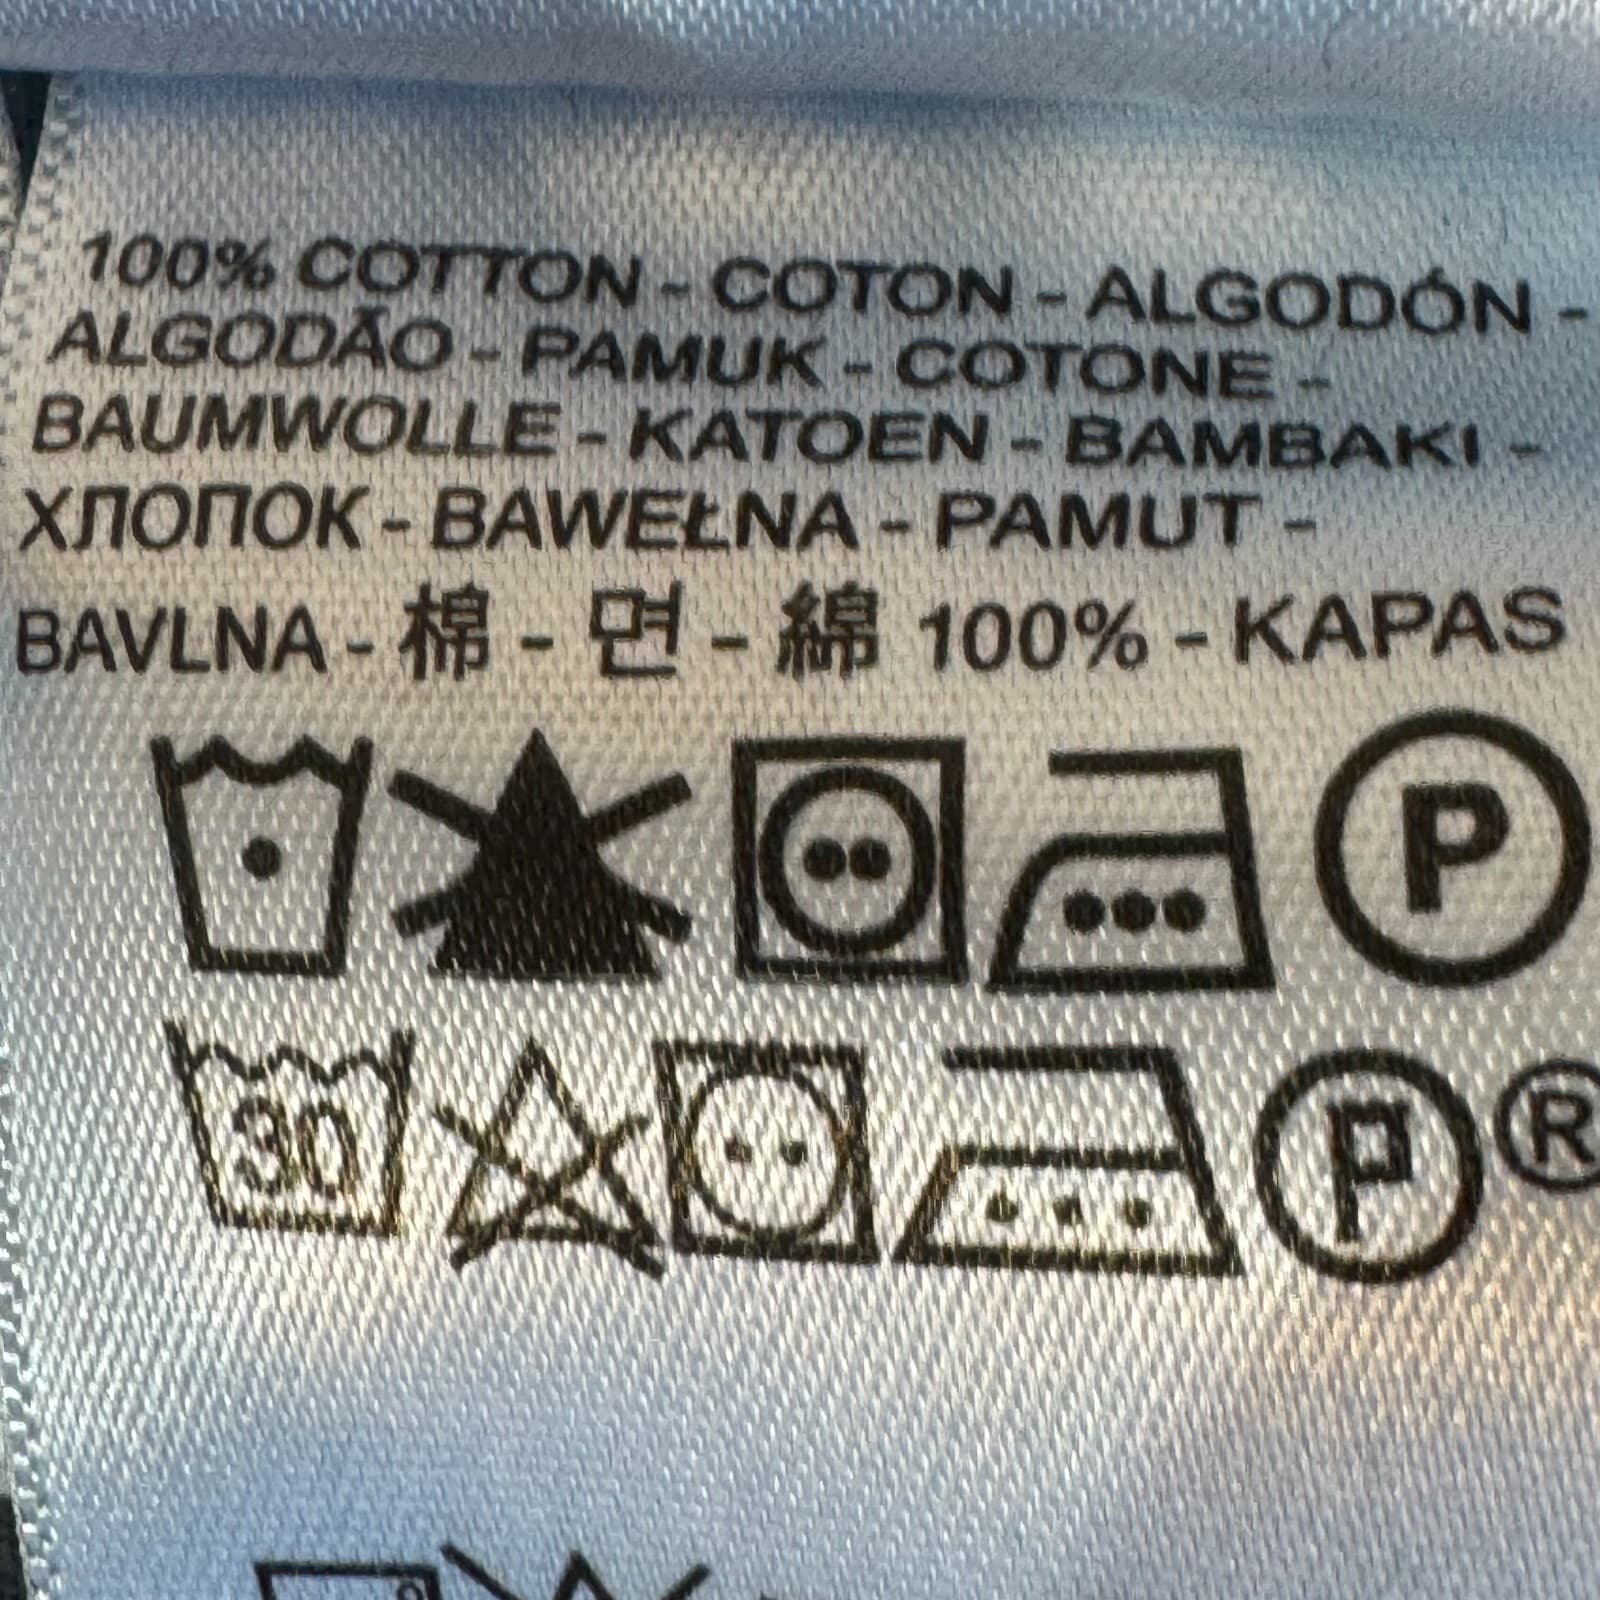 100% COTTON - COTON - ALGODÓN -
ALGODÃO - PAMUK - COTONE -
BAUMWOLLE - KATOEN - BAMBAKI -
ХЛОПОК - BAWEŁNA - PAMUT -
BAVLNA - 棉 - 면 - 綿 100% - KAPAS
P
30 P ®